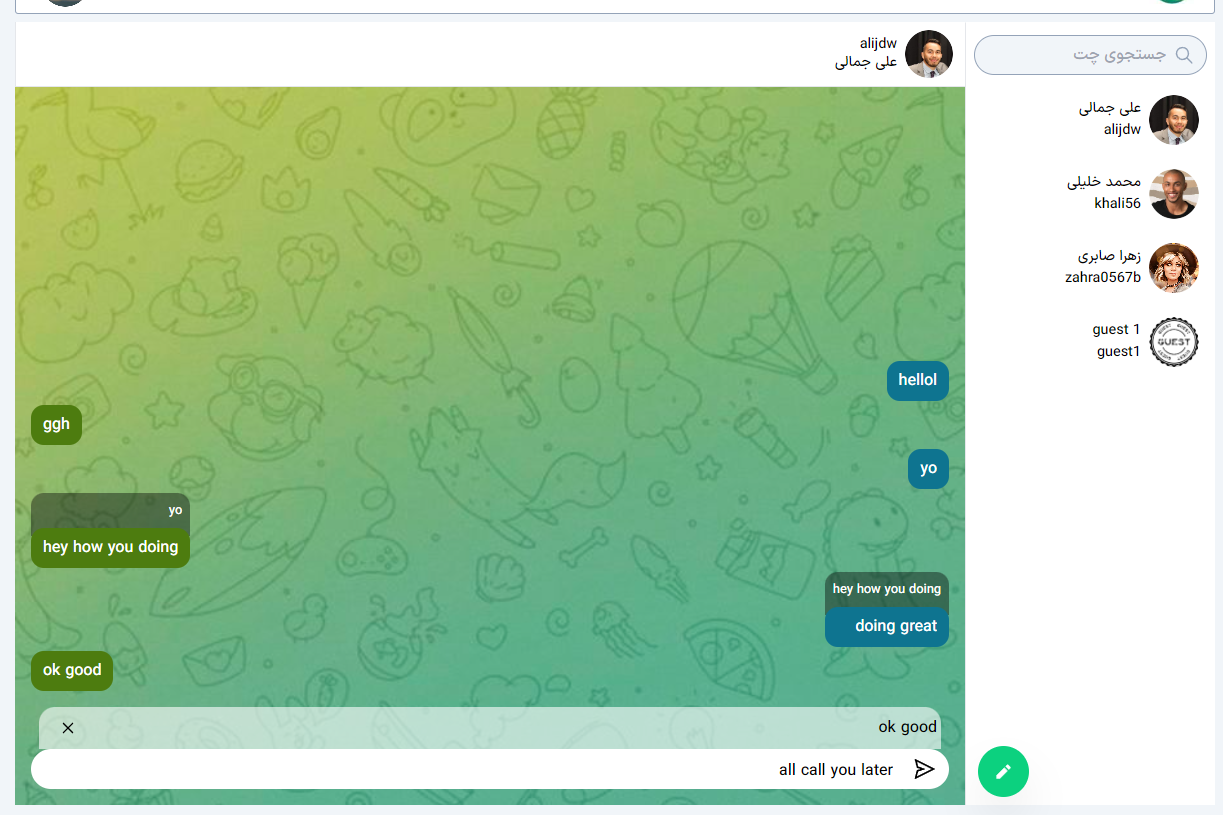 alijdw
علی جمالی
جستجوی چت
علی جمالی
alijdw
محمد خلیلی
khali56
زهرا صابری
zahra0567b
guest 1
guest1
GUEST
hellol
ggh
yo
yo
hey how you doing
hey how you doing
doing great
ok good
ok good
all call you later